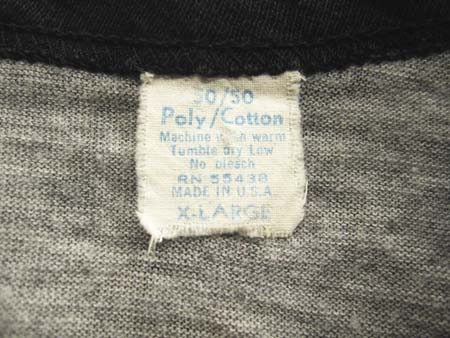 50/50
Poly/Cotton
Machine wash warm
Tumble dry Low
No bleach
RN 55438
MADE IN U.S.A
X-LARGE